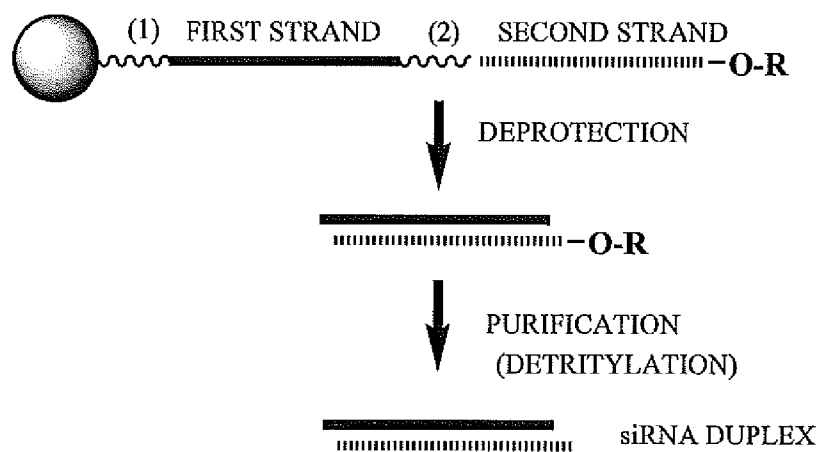 (1) FIRST STRAND (2) SECOND STRAND
–O-R
DEPROTECTION
–O-R
PURIFICATION
(DETRITYLATION)
siRNA DUPLEX